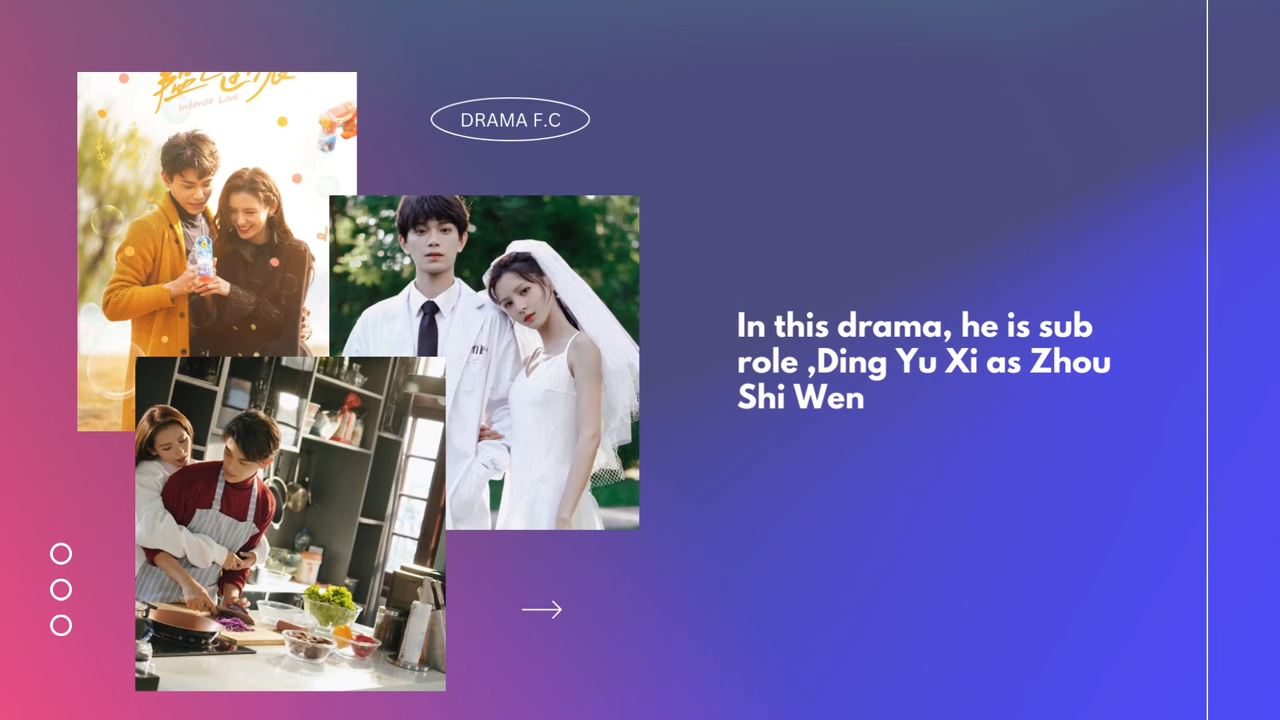 Intense Love
DRAMA F.C
In this drama, he is sub
role ,Ding Yu Xi as Zhou
Shi Wen